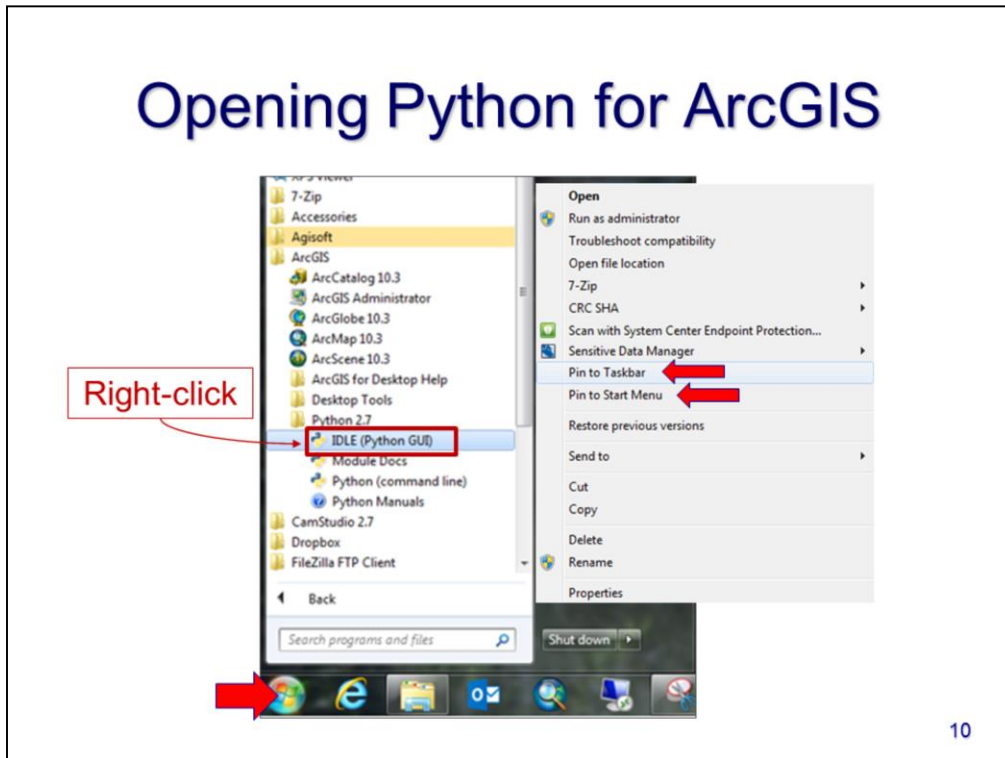 Opening Python for ArcGIS
7-Zip
Accessories
Agisoft
ArcGIS
ArcCatalog 10.3
ArcGIS Administrator
ArcGlobe 10.3
ArcMap 10.3
ArcScene 10.3
ArcGIS for Desktop Help
Desktop Tools
Python 2.7
IDLE (Python GUI)
Module Docs
Python (command line)
Python Manuals
CamStudio 2.7
Dropbox
FileZilla FTP Client
Back
Search programs and files
Shut down
Right-click
Open
Run as administrator
Troubleshoot compatibility
Open file location
7-Zip
CRC SHA
Scan with System Center Endpoint Protection...
Sensitive Data Manager
Pin to Taskbar
Pin to Start Menu
Restore previous versions
Send to
Cut
Copy
Delete
Rename
Properties
10